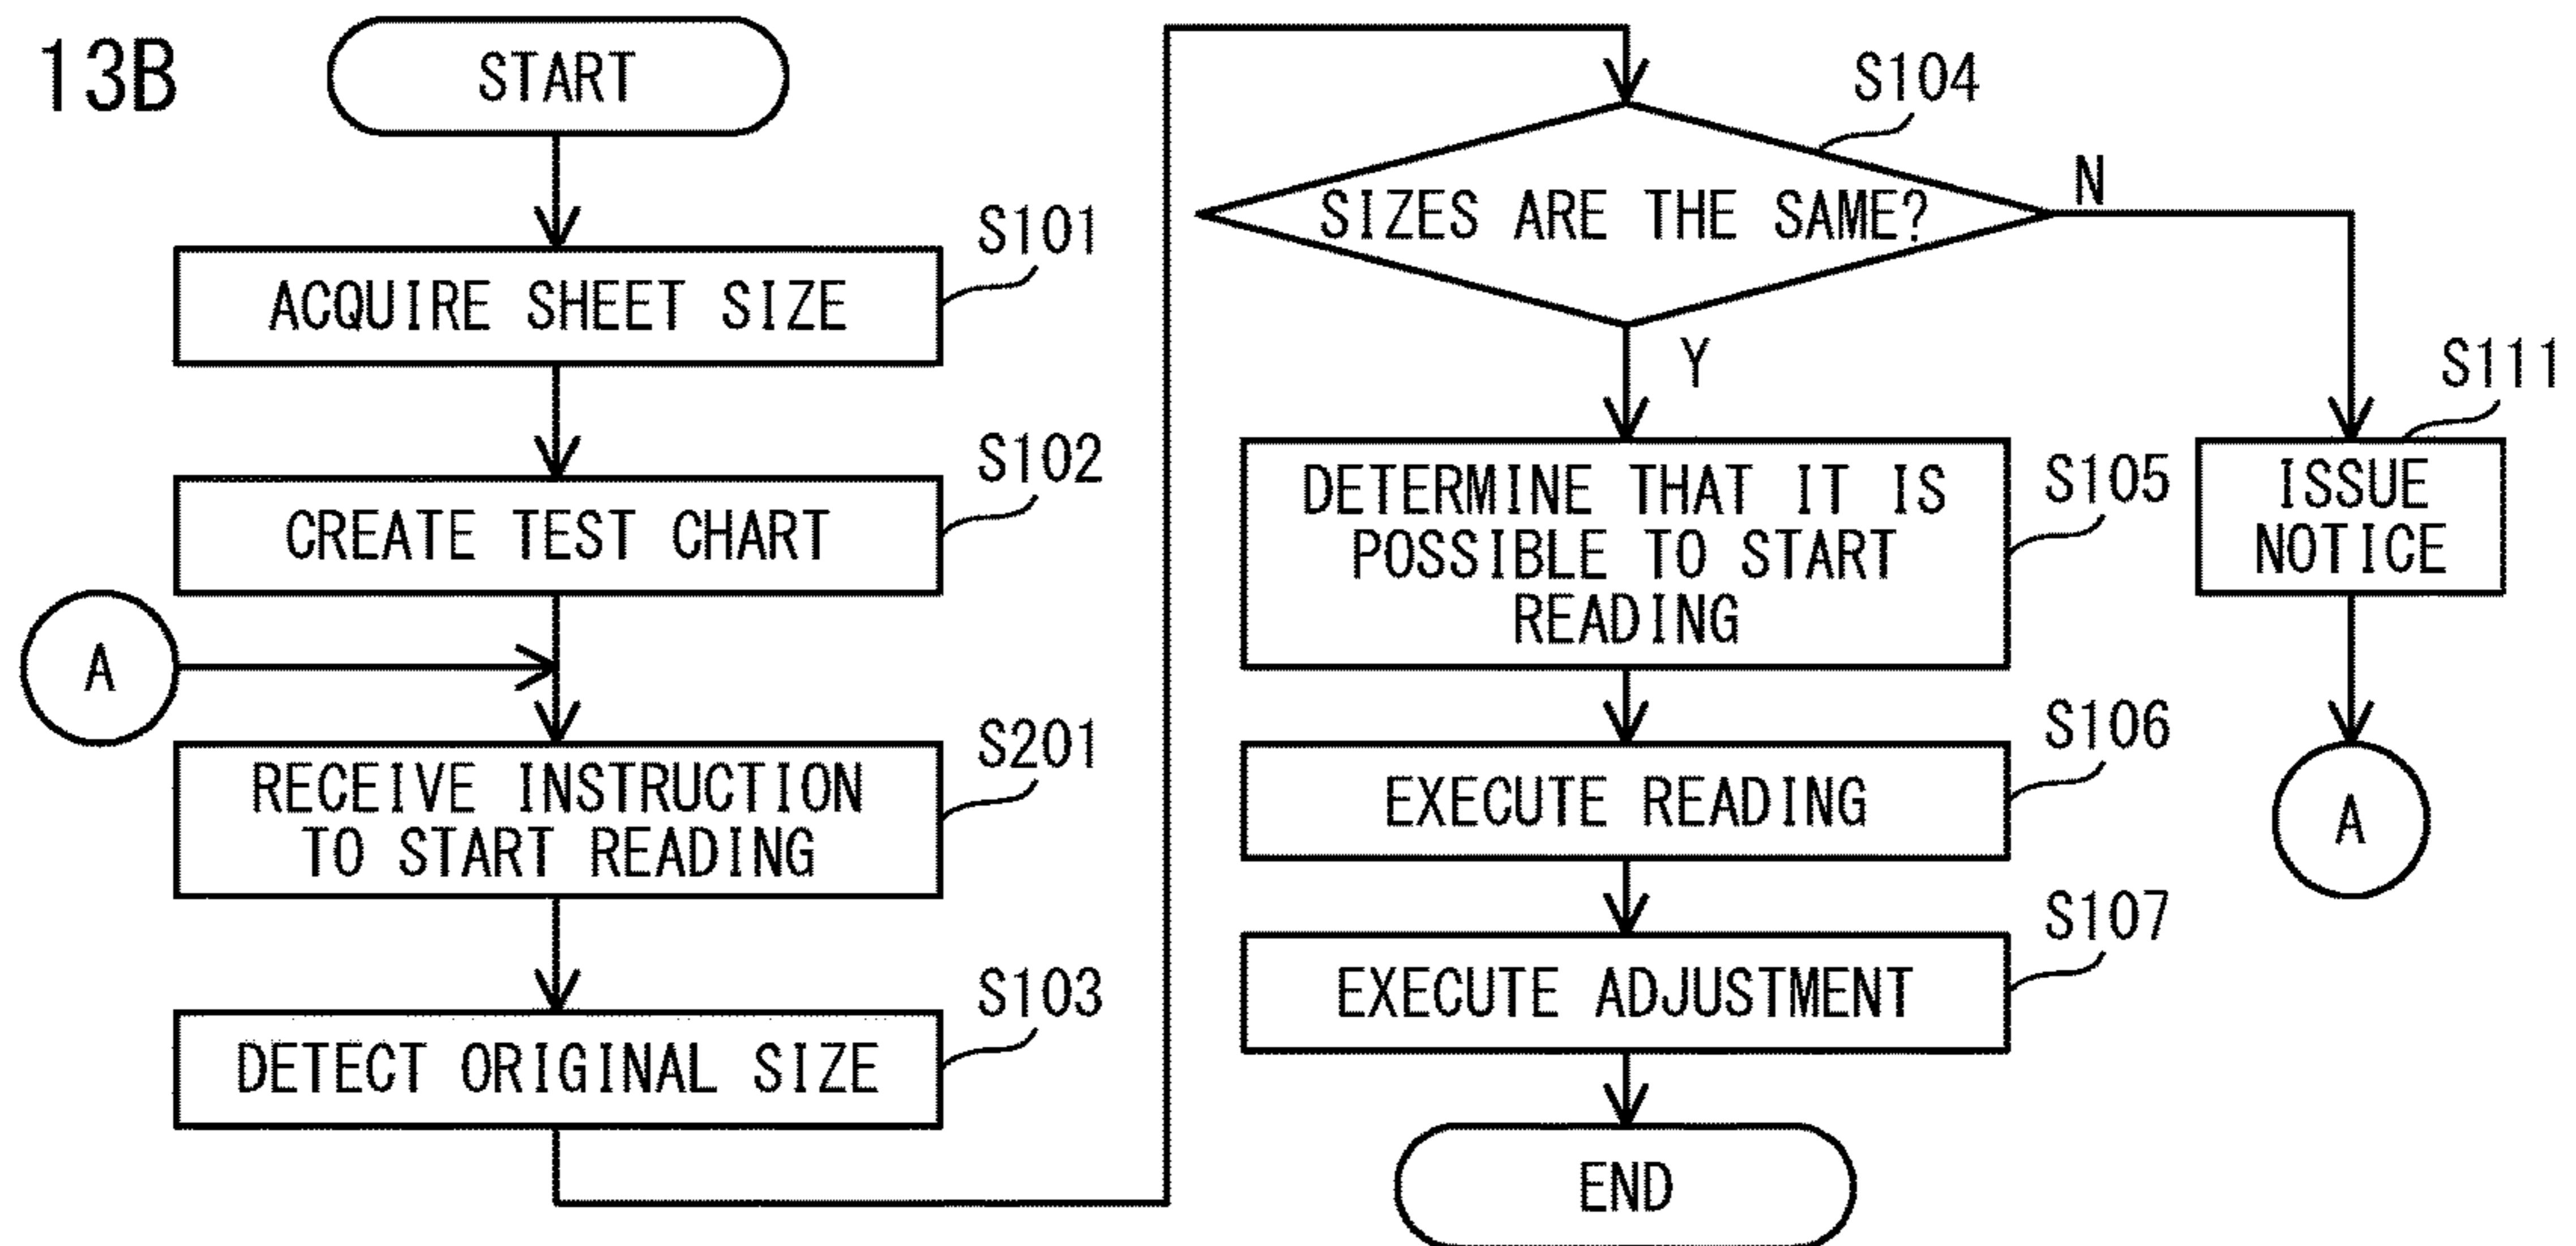 13B
START
S101
ACQUIRE SHEET SIZE
S102
CREATE TEST CHART
A
S201
RECEIVE INSTRUCTION
TO START READING
S103
DETECT ORIGINAL SIZE
S104
SIZES ARE THE SAME?
N
Y
S105
DETERMINE THAT IT IS
POSSIBLE TO START
READING
S106
EXECUTE READING
S107
EXECUTE ADJUSTMENT
END
S111
ISSUE
NOTICE
A